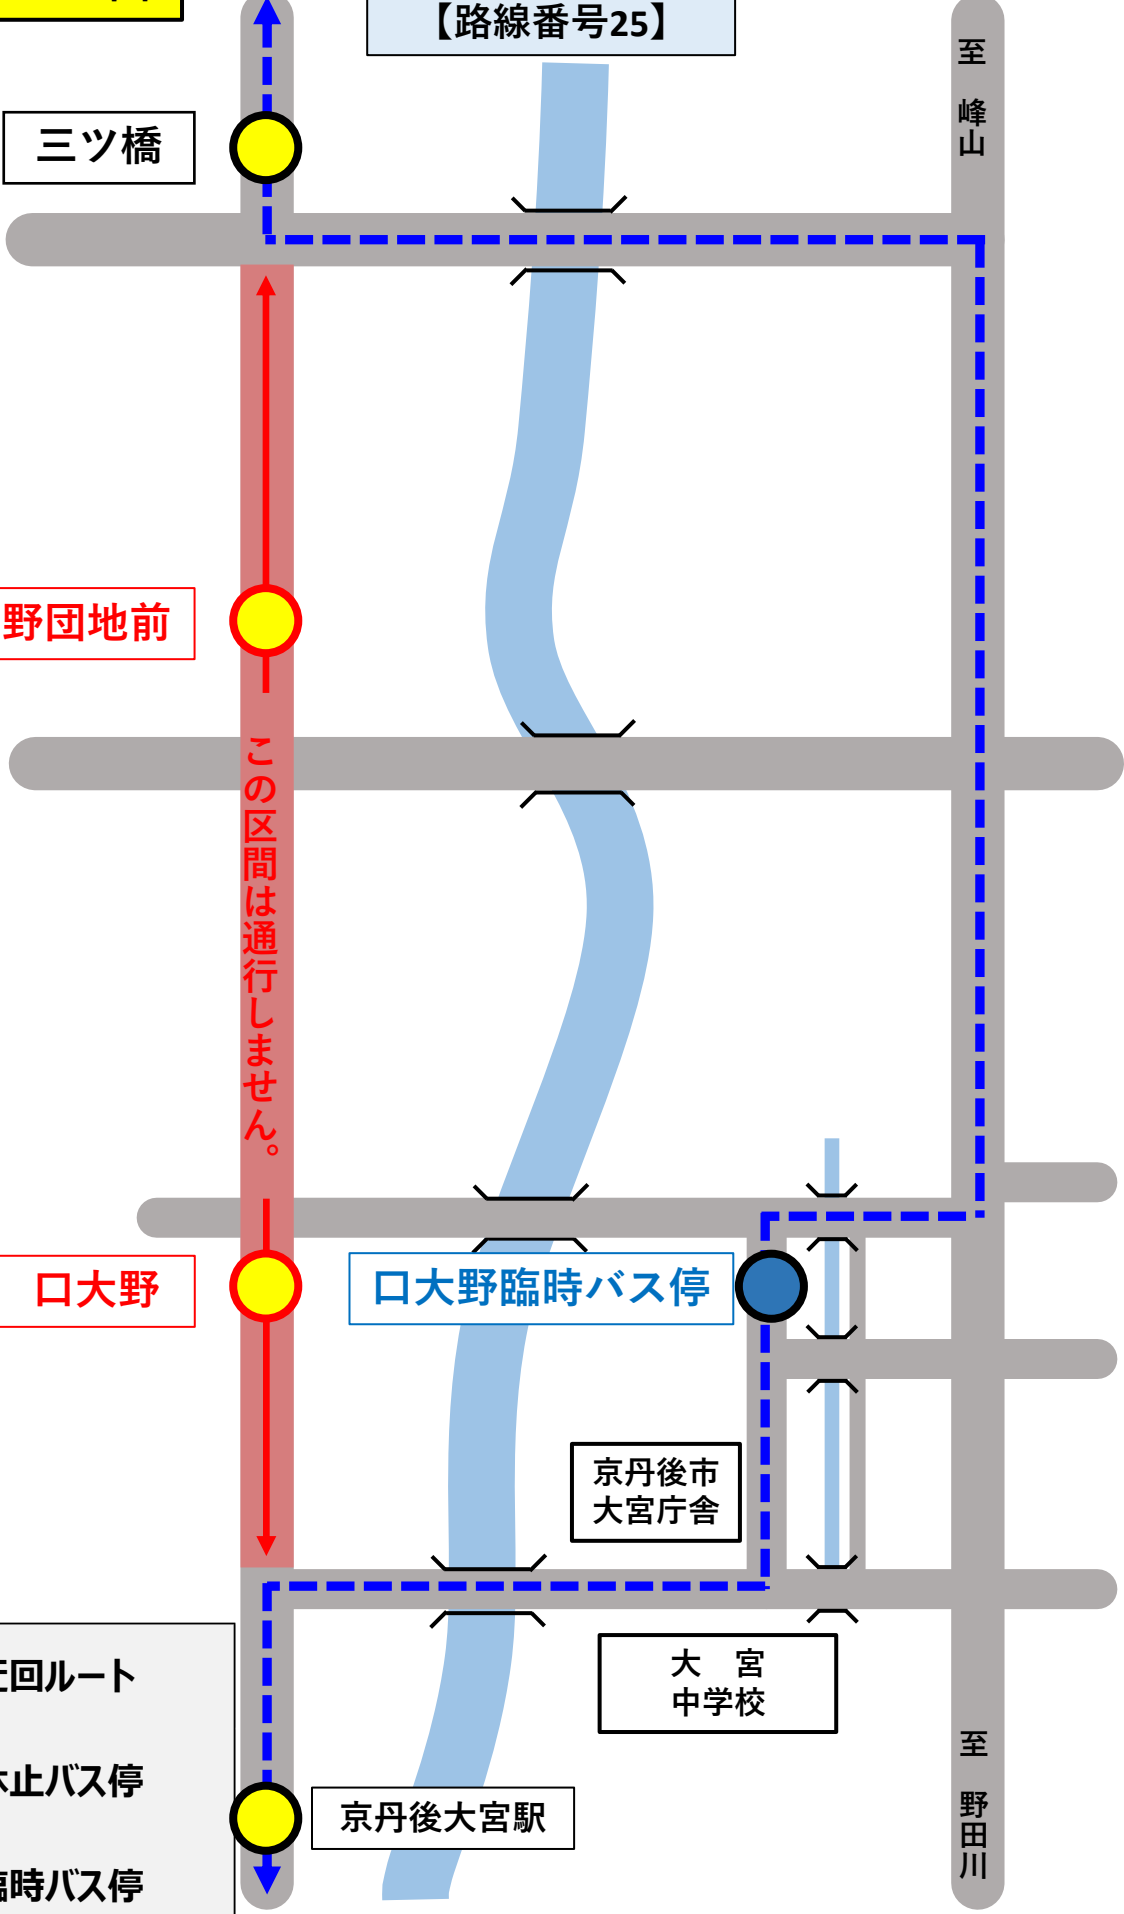 【路線番号25】
至 峰山
三ツ橋
野団地前
この区間は通行しません。
口大野
口大野臨時バス停
京丹後市
大宮庁舎
大 宮
中学校
回ルート
止バス停
京丹後大宮駅
時バス停
至 野田川